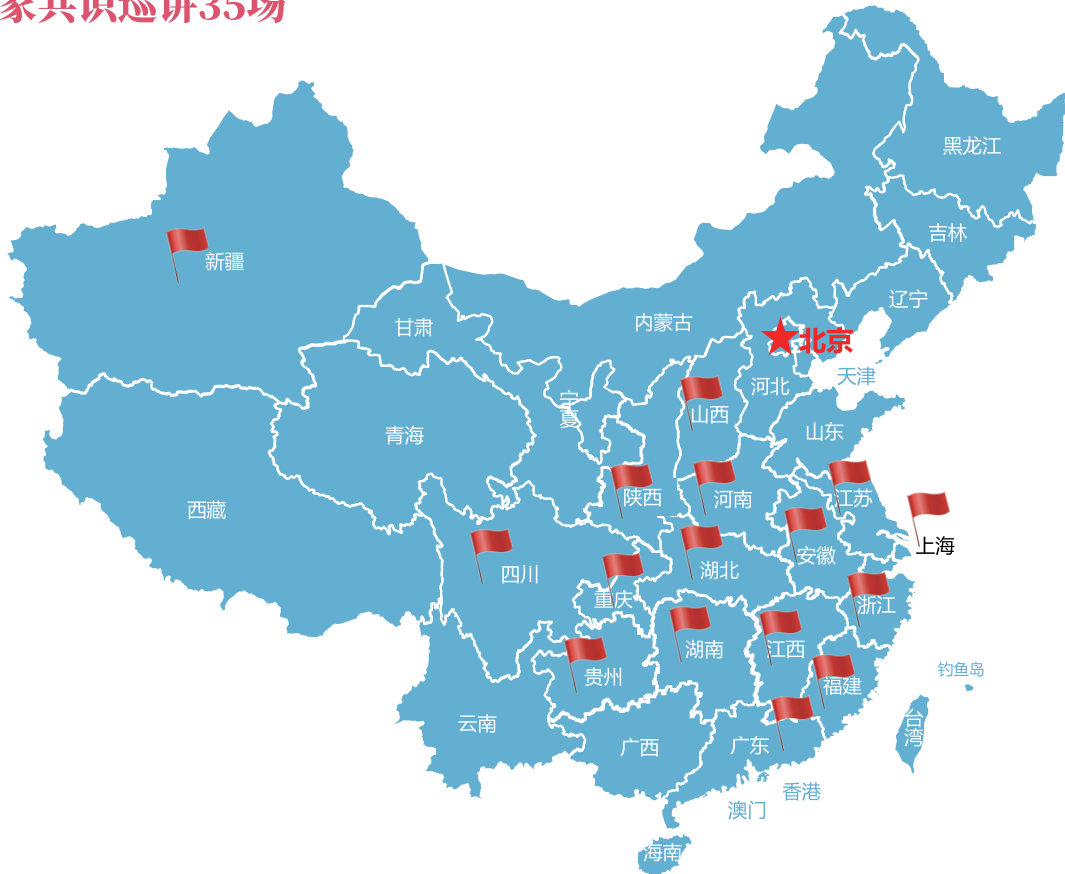 家共识巡讲35场
黑龙江
吉林
新疆
辽宁
内蒙古
甘肃
北京
天津
河北
宁夏
山西
山东
青海
陕西
河南
江苏
西藏
上海
安徽
湖北
四川
重庆
浙江
湖南
江西
钓鱼岛
贵州
福建
云南
台湾
广东
广西
香港
澳门
海南